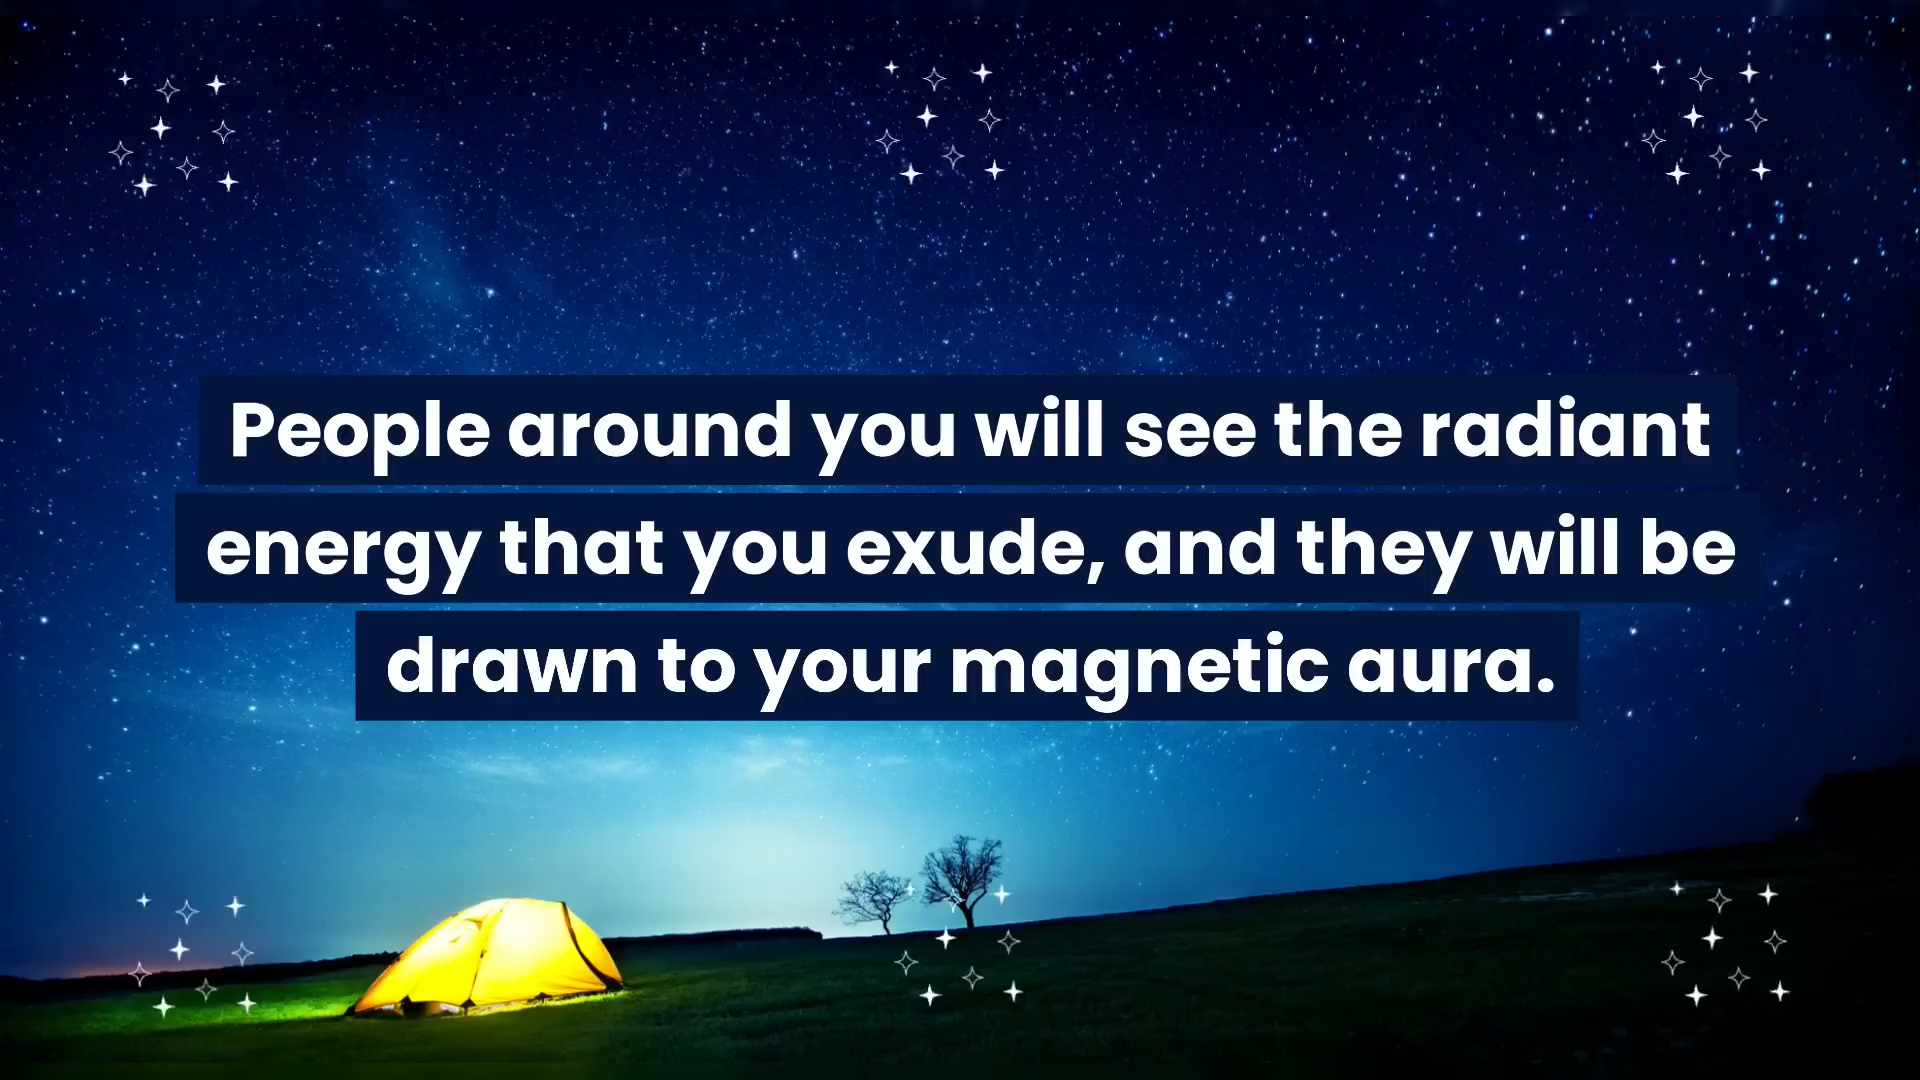 People around you will see the radiant
energy that you exude, and they will be
drawn to your magnetic aura.